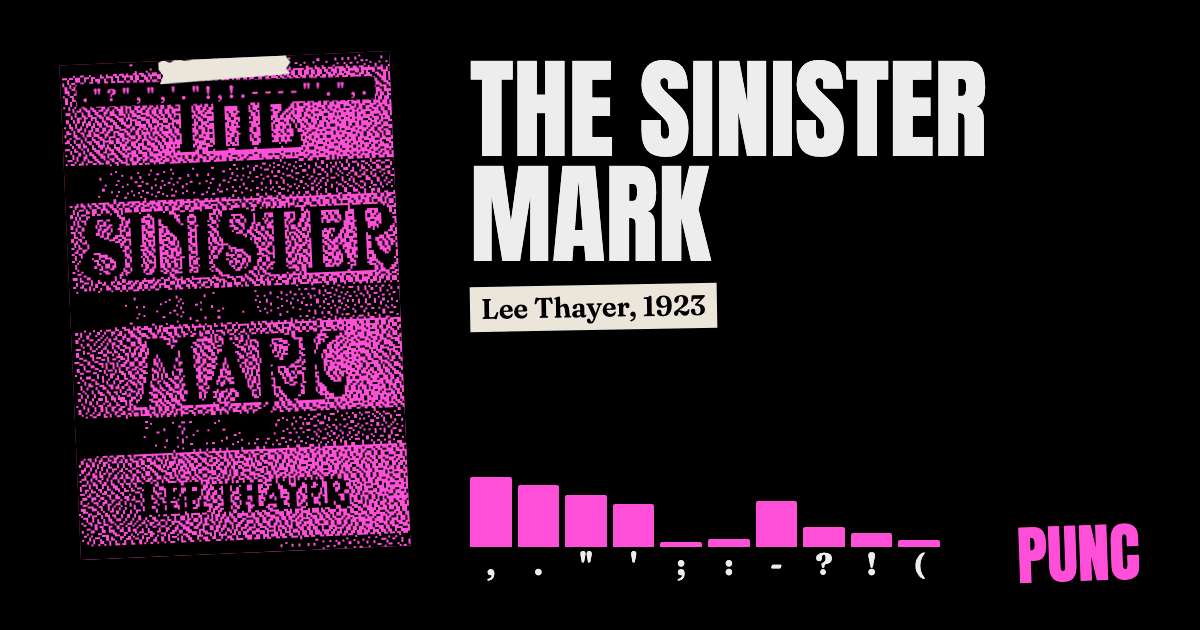 ."?",",'."!,!.----"'.",.
THE
SINISTER
MARK
LEE THAYER
THE SINISTER
MARK
Lee Thayer, 1923
, . " ' ; : - ? ! (
PUNC